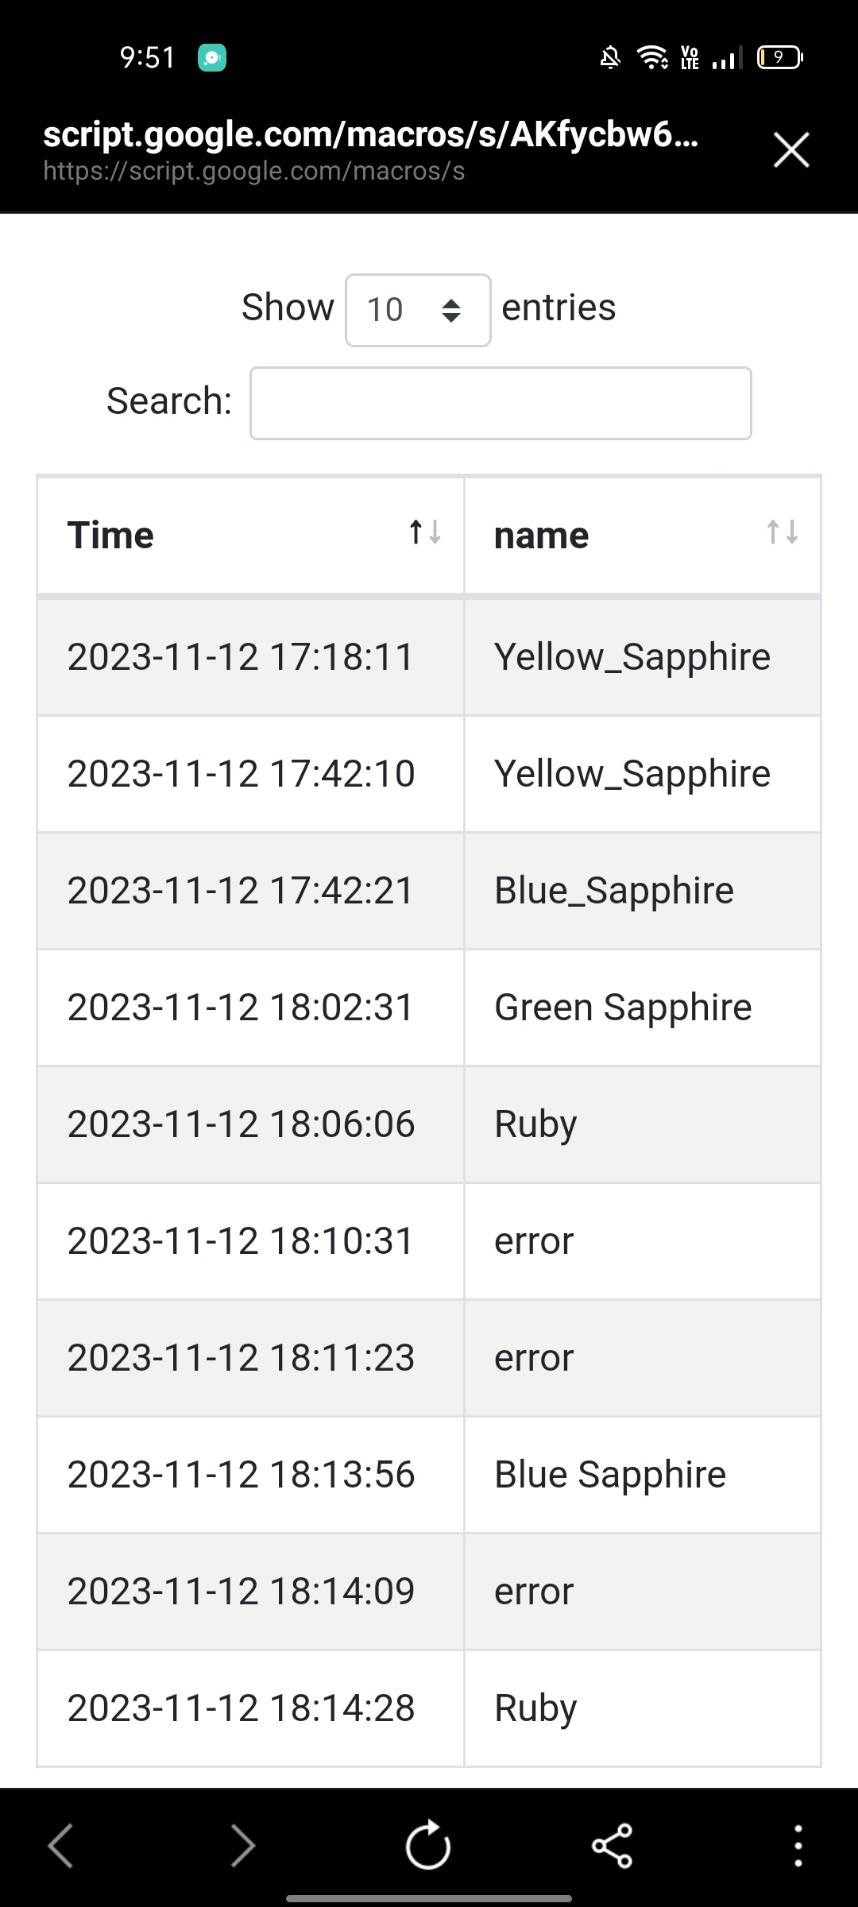 9:51
Vo
LTE
9
script.google.com/macros/s/AKfycbw6...
https://script.google.com/macros/s
Show 10 entries
Search:
Time name
2023-11-12 17:18:11 Yellow_Sapphire
2023-11-12 17:42:10 Yellow_Sapphire
2023-11-12 17:42:21 Blue_Sapphire
2023-11-12 18:02:31 Green Sapphire
2023-11-12 18:06:06 Ruby
2023-11-12 18:10:31 error
2023-11-12 18:11:23 error
2023-11-12 18:13:56 Blue Sapphire
2023-11-12 18:14:09 error
2023-11-12 18:14:28 Ruby